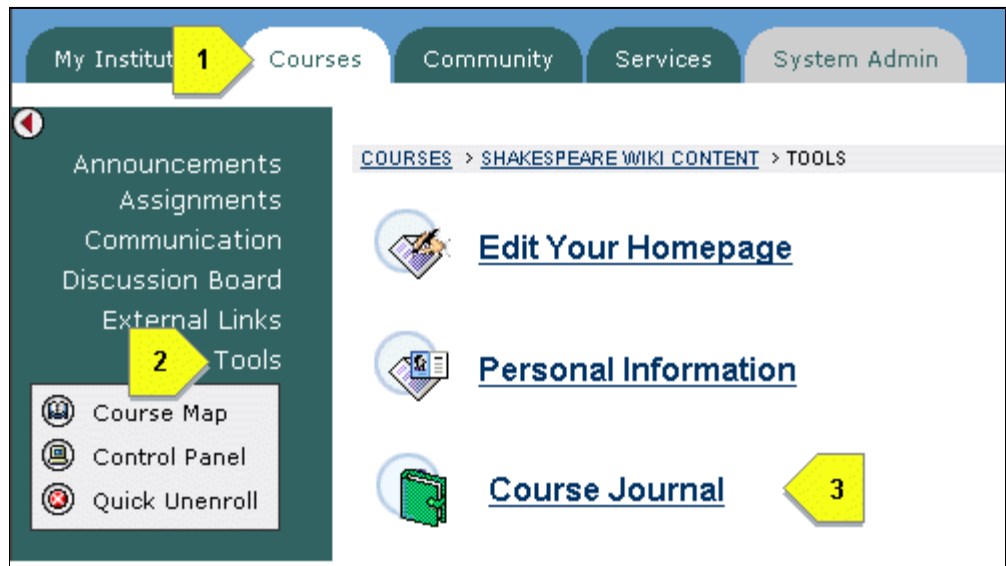 My Institut 1 Courses Community Services System Admin
Announcements
COURSES > SHAKESPEARE WIKI CONTENT > TOOLS
Assignments
Communication
Edit Your Homepage
Discussion Board
External Links
2 Tools
Personal Information
Course Map
Control Panel
Quick Unenroll
Course Journal 3